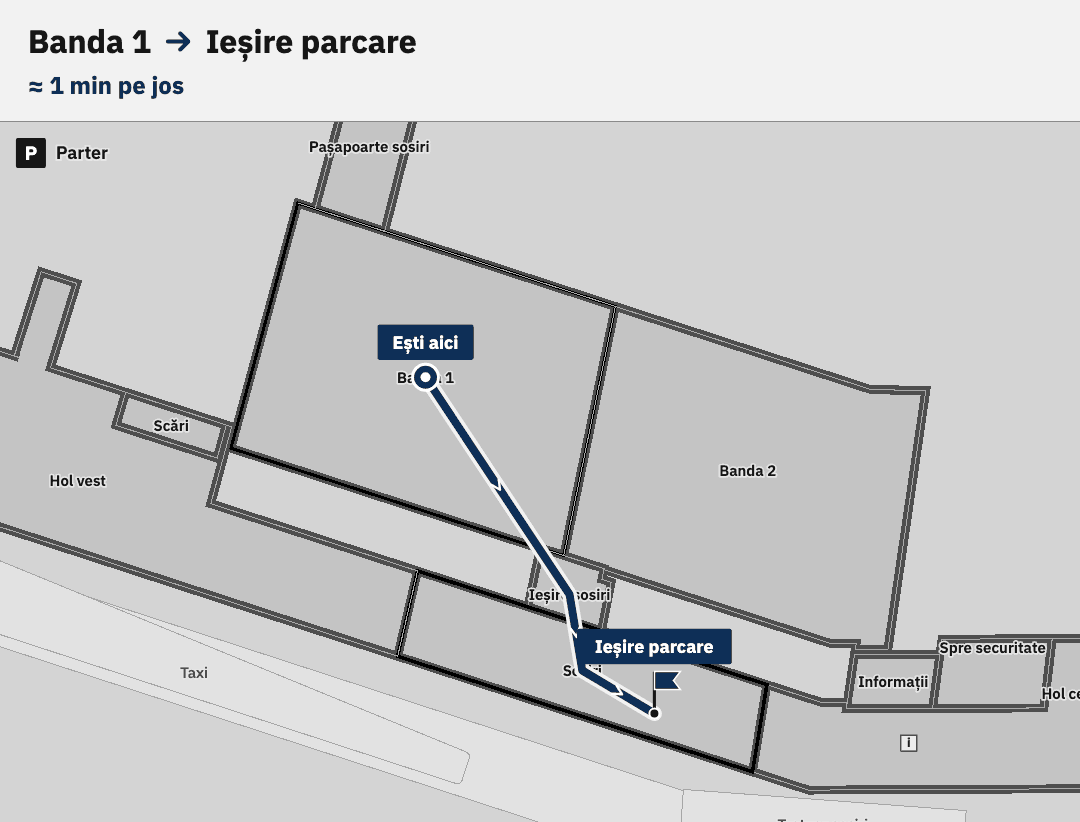 Banda 1 → Ieșire parcare
≈ 1 min pe jos
P Parter
Pașapoarte sosiri
Ești aici
Scări
Banda 2
Hol vest
Ieșire parcare
Spre securitate
Informații
Taxi
i